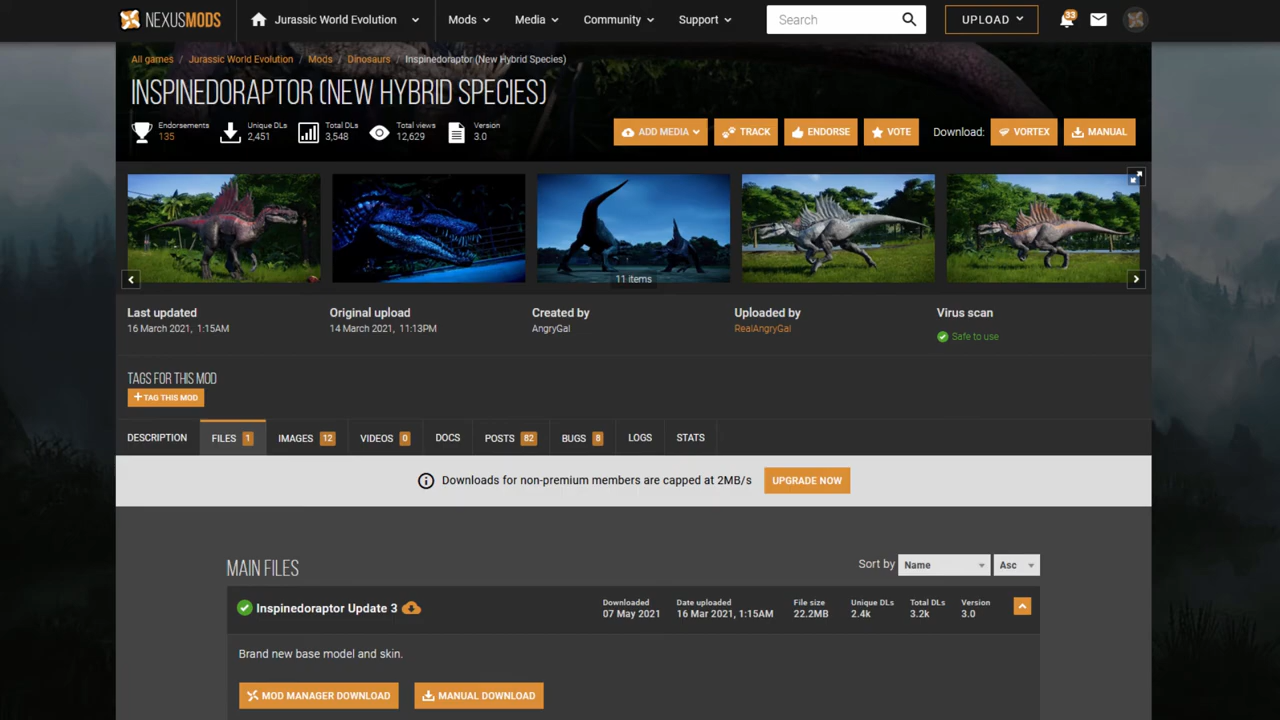 NEXUSMODS Jurassic World Evolution Mods Media Community Support Search UPLOAD 33
All games / Jurassic World Evolution / Mods / Dinosaurs / Inspinedoraptor (New Hybrid Species)
INSPINEDORAPTOR (NEW HYBRID SPECIES)
Endorsements Unique DLs Total DLs Total views Version
135 2,451 3,548 12,629 3.0
ADD MEDIA TRACK ENDORSE VOTE Download: VORTEX MANUAL
11 items
Last updated Original upload Created by Uploaded by Virus scan
16 March 2021, 1:15AM 14 March 2021, 11:13PM AngryGal RealAngryGal Safe to use
TAGS FOR THIS MOD
+TAG THIS MOD
DESCRIPTION FILES 1 IMAGES 12 VIDEOS 0 DOCS POSTS 82 BUGS 8 LOGS STATS
Downloads for non-premium members are capped at 2MB/s UPGRADE NOW
MAIN FILES Sort by Name Asc
Inspinedoraptor Update 3
Downloaded Date uploaded File size Unique DLs Total DLs Version
07 May 2021 16 Mar 2021, 1:15AM 22.2MB 2.4k 3.2k 3.0
Brand new base model and skin.
MOD MANAGER DOWNLOAD MANUAL DOWNLOAD